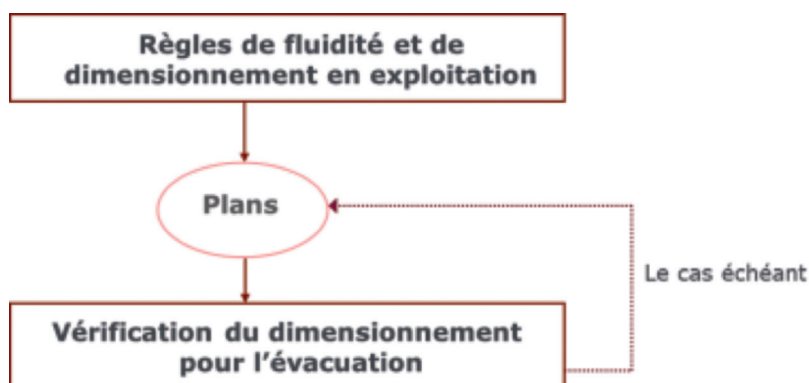 Règles de fluidité et de
dimensionnement en exploitation
Plans
Le cas échéant
Vérification du dimensionnement
pour l'évacuation